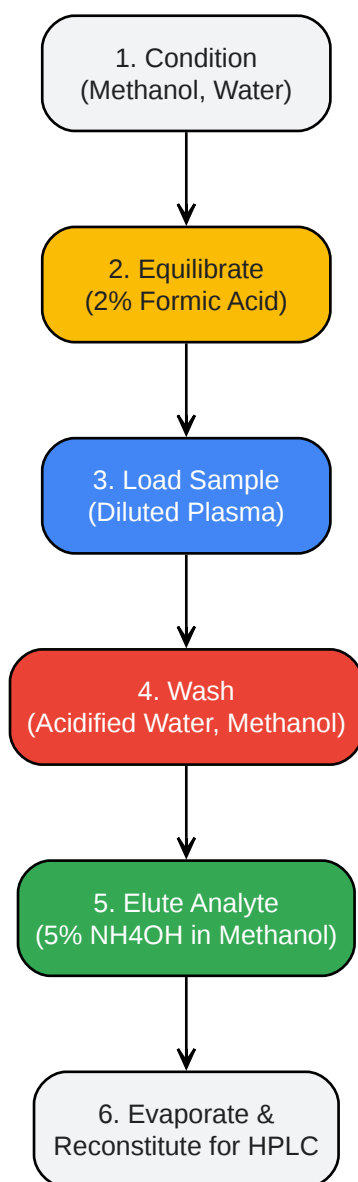 1. Condition
(Methanol, Water)
2. Equilibrate
(2% Formic Acid)
3. Load Sample
(Diluted Plasma)
4. Wash
(Acidified Water, Methanol)
5. Elute Analyte
(5% NH4OH in Methanol)
6. Evaporate &
Reconstitute for HPLC